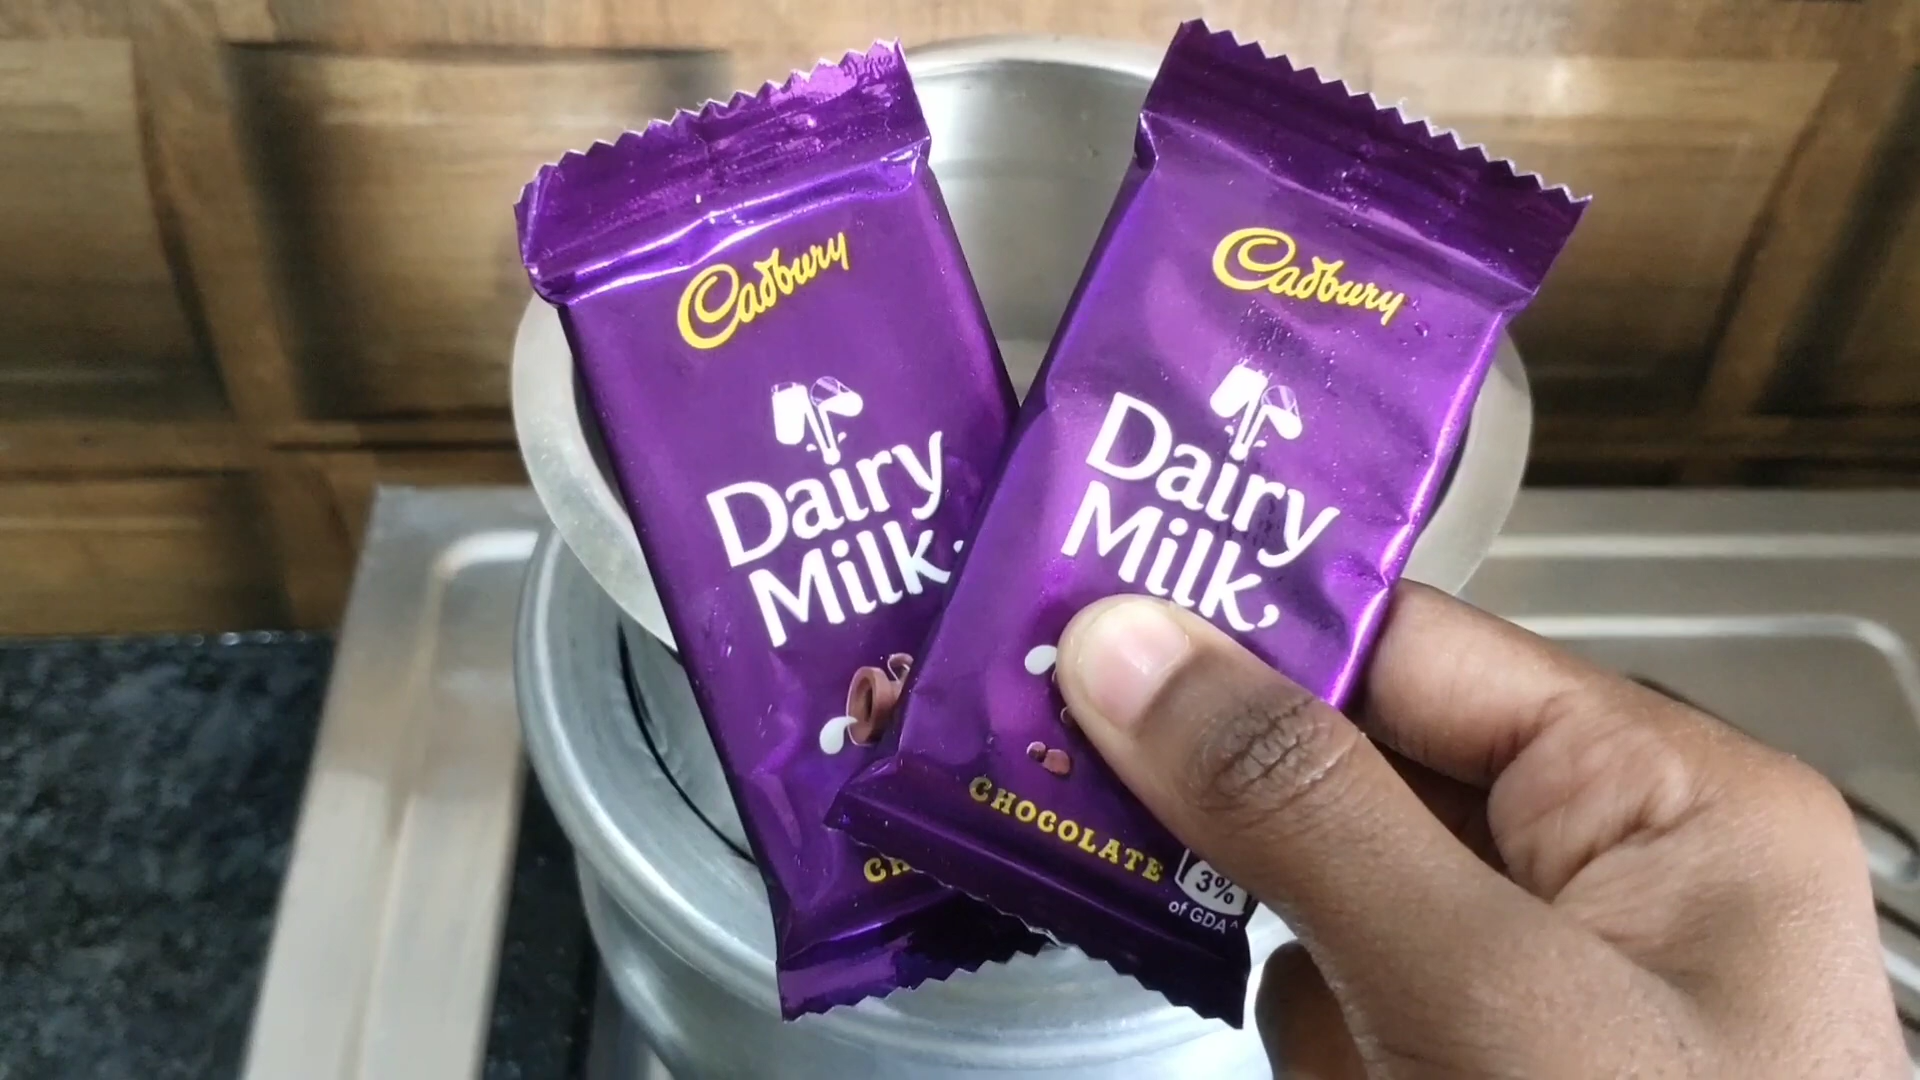 Cadbury
Dairy
Milk
Cadbury
Dairy
Milk
CHOCOLATE
3%
of GDA^